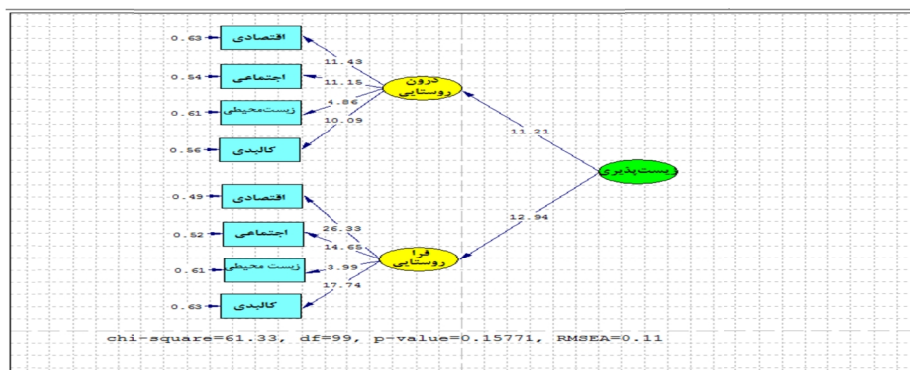 0.63
اقتصادی
11.43
0.54
اجتماعی
11.15
درون
روستایی
0.61
زیست‌محیطی
4.86
10.09
0.56
کالبدی
11.21
زیست‌پذیری
0.49
اقتصادی
12.94
26.33
0.52
اجتماعی
14.65
فرا
روستایی
0.61
زیست محیطی
3.99
17.74
0.63
کالبدی
chi-square=61.33, df=99, p-value=0.15771, RMSEA=0.11